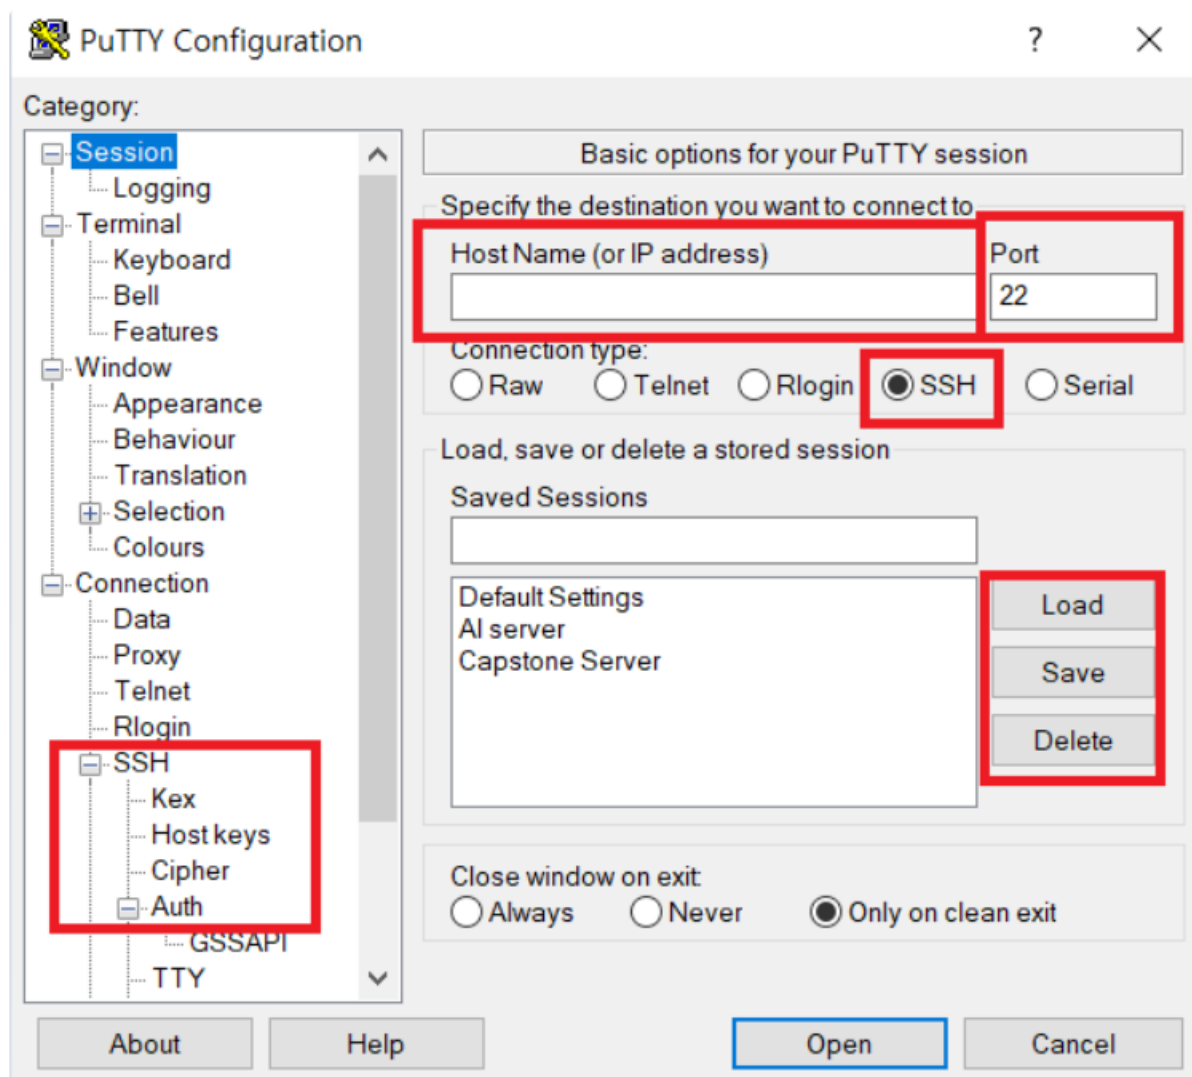 PuTTY Configuration
?
Category:
Session
Logging
Terminal
Keyboard
Bell
Features
Window
Appearance
Behaviour
Translation
Selection
Colours
Connection
Data
Proxy
Telnet
Rlogin
SSH
Kex
Host keys
Cipher
Auth
GSSAPI
TTY
Basic options for your PuTTY session
Specify the destination you want to connect to
Host Name (or IP address) Port
22
Connection type:
Raw Telnet Rlogin SSH Serial
Load, save or delete a stored session
Saved Sessions
Default Settings
AI server
Capstone Server
Load
Save
Delete
Close window on exit:
Always Never Only on clean exit
About Help Open Cancel